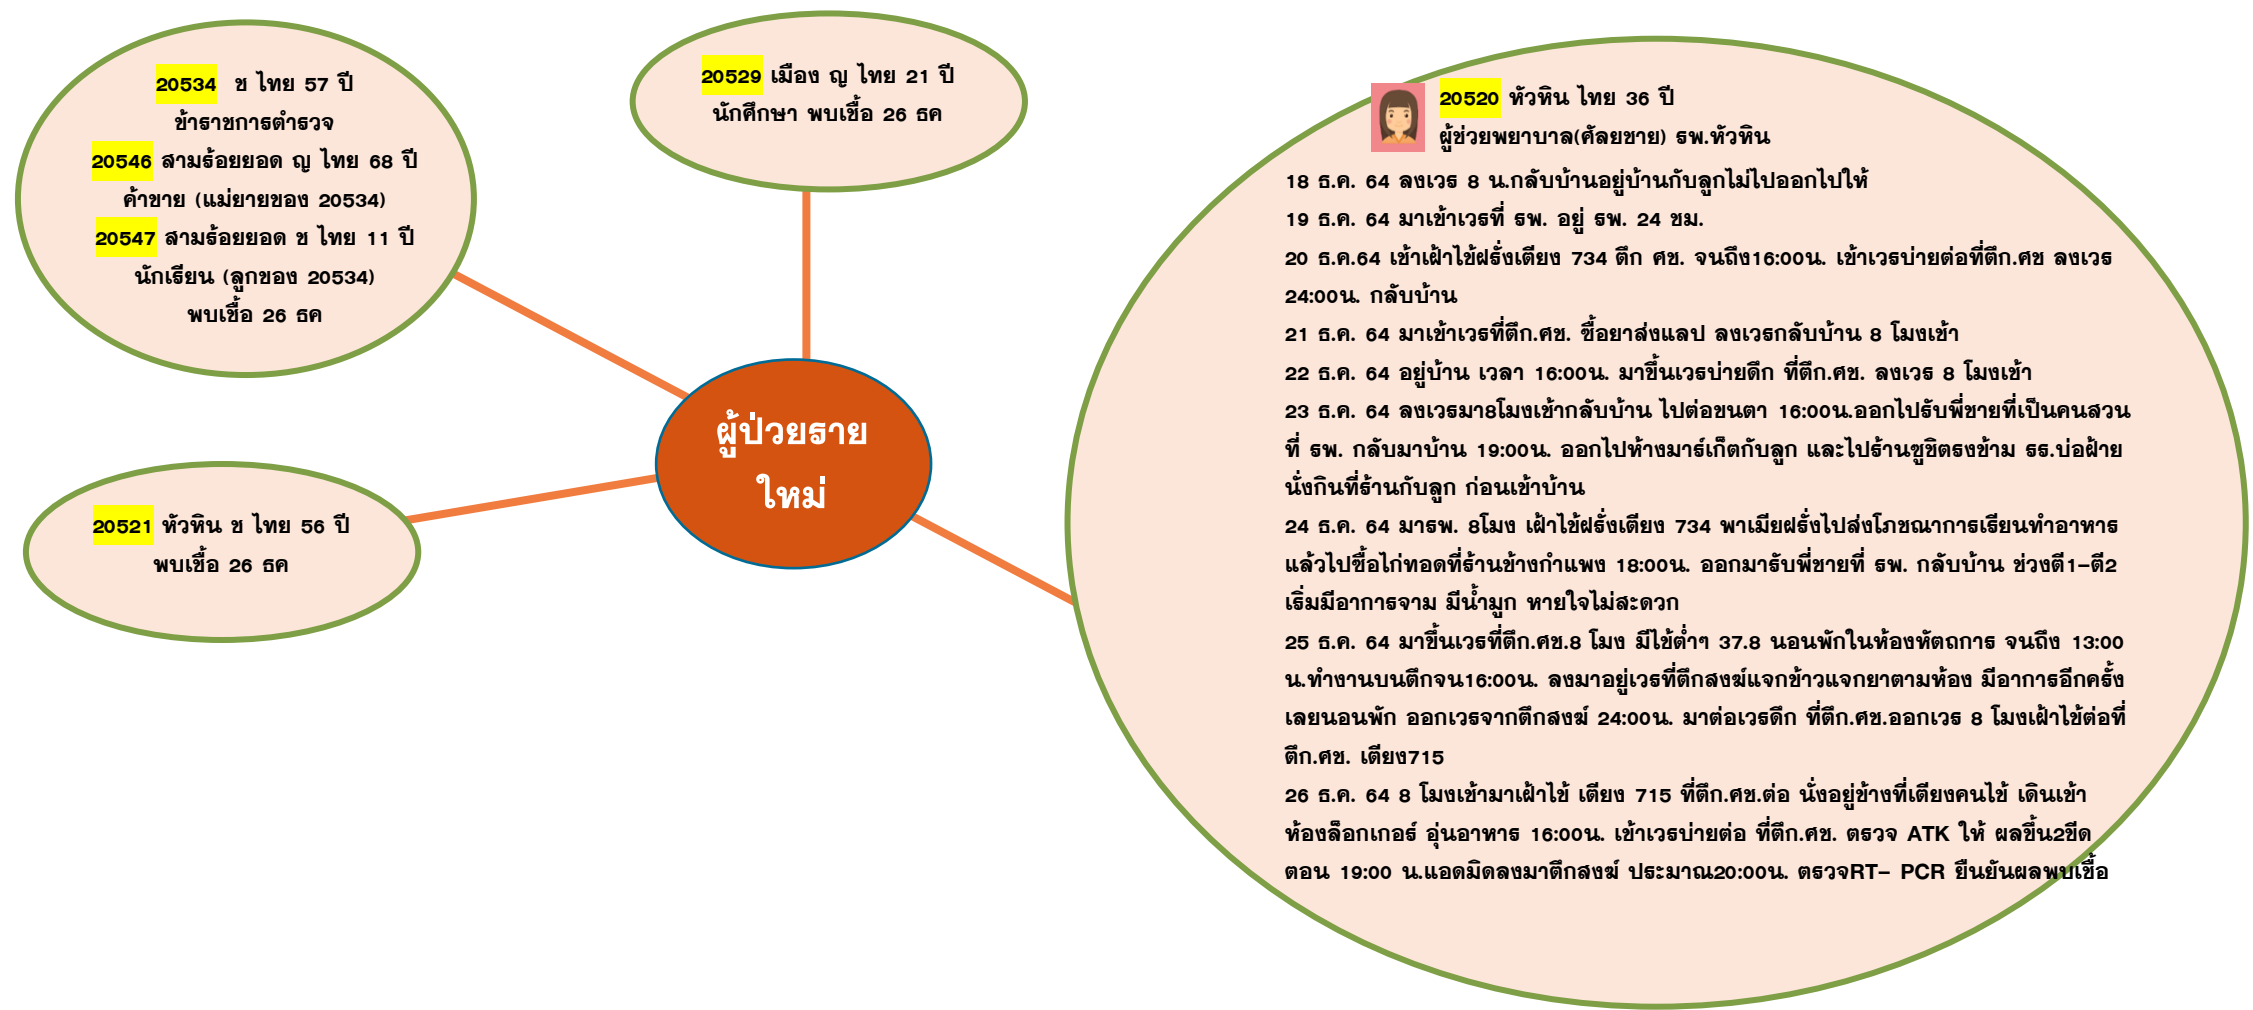 20534 ช ไทย 57 ปี
ข้าราชการตำรวจ
20546 สามร้อยยอด ญ ไทย 68 ปี
ค้าขาย (แม่ยายของ 20534)
20547 สามร้อยยอด ช ไทย 11 ปี
นักเรียน (ลูกของ 20534)
พบเชื้อ 26 ธค
20529 เมือง ญ ไทย 21 ปี
นักศึกษา พบเชื้อ 26 ธค
20521 หัวหิน ช ไทย 56 ปี
พบเชื้อ 26 ธค
ผู้ป่วยราย
ใหม่
20520 หัวหิน ไทย 36 ปี
ผู้ช่วยพยาบาล(ศัลยชาย) รพ.หัวหิน
18 ธ.ค. 64 ลงเวร 8 น.กลับบ้านอยู่บ้านกับลูกไม่ไปออกไปให้
19 ธ.ค. 64 มาเข้าเวรที่ รพ. อยู่ รพ. 24 ชม.
20 ธ.ค.64 เช้าเฝ้าไข้ฝรั่งเตียง 734 ตึก ศช. จนถึง16:00น. เข้าเวรบ่ายต่อที่ตึก.ศช ลงเวร
24:00น. กลับบ้าน
21 ธ.ค. 64 มาเข้าเวรที่ตึก.ศช. ซื้อยาส่งแลป ลงเวรกลับบ้าน 8 โมงเช้า
22 ธ.ค. 64 อยู่บ้าน เวลา 16:00น. มาขึ้นเวรบ่ายดึก ที่ตึก.ศช. ลงเวร 8 โมงเช้า
23 ธ.ค. 64 ลงเวรมา8โมงเช้ากลับบ้าน ไปต่อขนตา 16:00น.ออกไปรับพี่ชายที่เป็นคนสวน
ที่ รพ. กลับมาบ้าน 19:00น. ออกไปห้างมาร์เก็ตกับลูก และไปร้านซูชิตรงข้าม รร.บ่อฝ้าย
นั่งกินที่ร้านกับลูก ก่อนเข้าบ้าน
24 ธ.ค. 64 มารพ. 8โมง เฝ้าไข้ฝรั่งเตียง 734 พาเมียฝรั่งไปส่งโภชณาการเรียนทำอาหาร
แล้วไปซื้อไก่ทอดที่ร้านข้างกำแพง 18:00น. ออกมารับพี่ชายที่ รพ. กลับบ้าน ช่วงตี1–ตี2
เริ่มมีอาการจาม มีน้ำมูก หายใจไม่สะดวก
25 ธ.ค. 64 มาขึ้นเวรที่ตึก.ศช.8 โมง มีไข้ต่ำๆ 37.8 นอนพักในห้องหัตถการ จนถึง 13:00
น.ทำงานบนตึกจน16:00น. ลงมาอยู่เวรที่ตึกสงฆ์แจกข้าวแจกยาตามห้อง มีอาการอีกครั้ง
เลยนอนพัก ออกเวรจากตึกสงฆ์ 24:00น. มาต่อเวรดึก ที่ตึก.ศช.ออกเวร 8 โมงเฝ้าไข้ต่อที่
ตึก.ศช. เตียง715
26 ธ.ค. 64 8 โมงเช้ามาเฝ้าไข้ เตียง 715 ที่ตึก.ศช.ต่อ นั่งอยู่ข้างที่เตียงคนไข้ เดินเข้า
ห้องล็อกเกอร์ อุ่นอาหาร 16:00น. เข้าเวรบ่ายต่อ ที่ตึก.ศช. ตรวจ ATK ให้ ผลขึ้น2ขีด
ตอน 19:00 น.แอดมิดลงมาตึกสงฆ์ ประมาณ20:00น. ตรวจRT– PCR ยืนยันผลพบเชื้อ